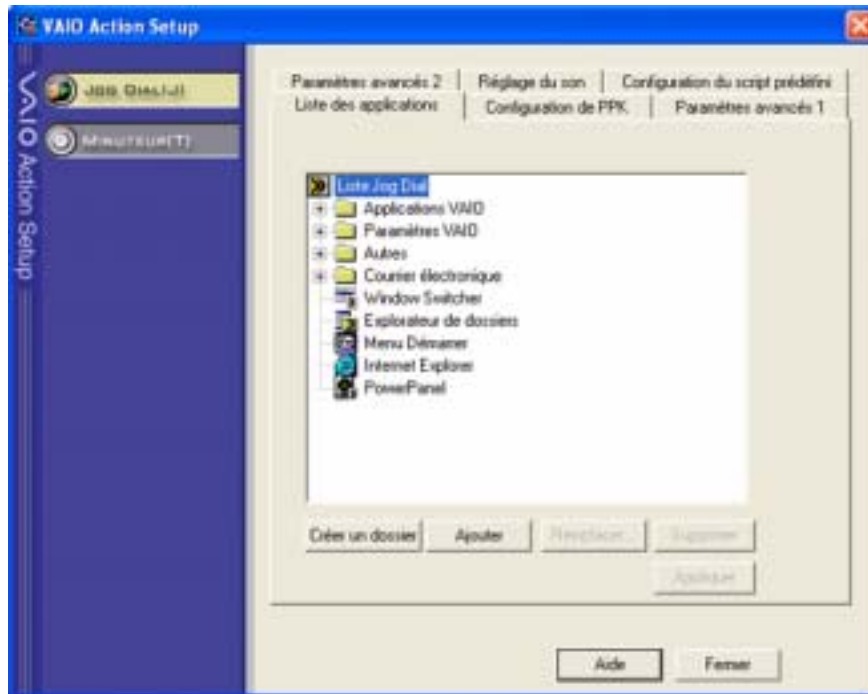 VAIO Action Setup
JOG DIAL(J)
MINUTEUR(T)
VAIO Action Setup
Paramètres avancés 2
Réglage du son
Configuration du script prédéfini
Liste des applications
Configuration de PPK
Paramètres avancés 1
Liste Jog Dial
Applications VAIO
Paramètres VAIO
Autres
Courrier électronique
Window Switcher
Explorateur de dossiers
Menu Démarrer
Internet Explorer
PowerPanel
Créer un dossier
Ajouter
Remplacer...
Supprimer
Appliquer
Aide
Fermer